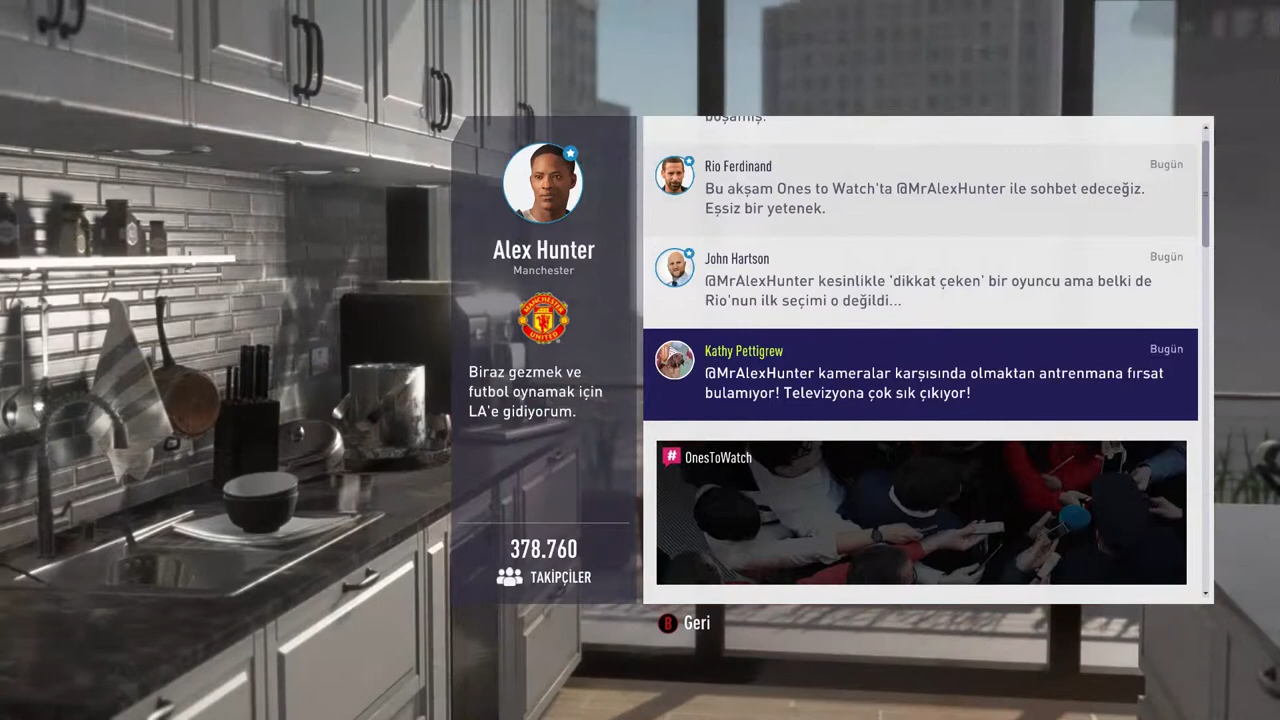 Alex Hunter
Manchester
MANCHESTER
UNITED
Biraz gezmek ve
futbol oynamak için
LA'e gidiyorum.
378.760
TAKİPÇİLER
boşamış.
Rio Ferdinand
Bugün
Bu akşam Ones to Watch'ta @MrAlexHunter ile sohbet edeceğiz.
Eşsiz bir yetenek.
John Hartson
Bugün
@MrAlexHunter kesinlikle 'dikkat çeken' bir oyuncu ama belki de
Rio'nun ilk seçimi o değildi...
Kathy Pettigrew
Bugün
@MrAlexHunter kameralar karşısında olmaktan antrenmana fırsat
bulamıyor! Televizyona çok sık çıkıyor!
# OnesToWatch
B Geri